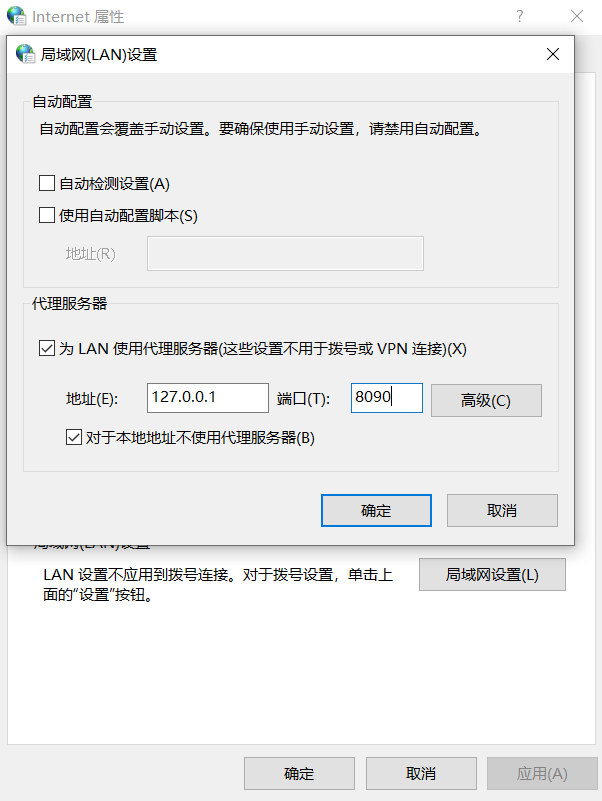 Internet 属性
局域网(LAN)设置
自动配置
自动配置会覆盖手动设置。要确保使用手动设置，请禁用自动配置。
自动检测设置(A)
使用自动配置脚本(S)
地址(R)
代理服务器
为 LAN 使用代理服务器(这些设置不用于拨号或 VPN 连接)(X)
地址(E): 127.0.0.1 端口(T): 8090 高级(C)
对于本地地址不使用代理服务器(B)
确定 取消
局域网(LAN)设置
LAN 设置不应用到拨号连接。对于拨号设置，单击上
面的“设置”按钮。
局域网设置(L)
确定 取消 应用(A)